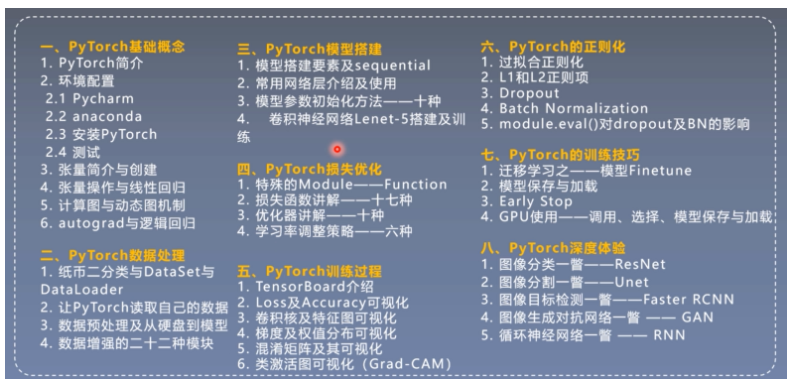 一、PyTorch基础概念
1. PyTorch简介
2. 环境配置
2.1 Pycharm
2.2 anaconda
2.3 安装PyTorch
2.4 测试
3. 张量简介与创建
4. 张量操作与线性回归
5. 计算图与动态图机制
6. autograd与逻辑回归
二、PyTorch数据处理
1. 纸币二分类与DataSet与
DataLoader
2. 让PyTorch读取自己的数据
3. 数据预处理及从硬盘到模型
4. 数据增强的二十二种模块
三、PyTorch模型搭建
1. 模型搭建要素及sequential
2. 常用网络层介绍及使用
3. 模型参数初始化方法——十种
4. 卷积神经网络Lenet-5搭建及训
练
四、PyTorch损失优化
1. 特殊的Module——Function
2. 损失函数讲解——十七种
3. 优化器讲解——十种
4. 学习率调整策略——六种
五、PyTorch训练过程
1. TensorBoard介绍
2. Loss及Accuracy可视化
3. 卷积核及特征图可视化
4. 梯度及权值分布可视化
5. 混淆矩阵及其可视化
6. 类激活图可视化（Grad-CAM）
六、PyTorch的正则化
1. 过拟合正则化
2. L1和L2正则项
3. Dropout
4. Batch Normalization
5. module.eval()对dropout及BN的影响
七、PyTorch的训练技巧
1. 迁移学习之——模型Finetune
2. 模型保存与加载
3. Early Stop
4. GPU使用——调用、选择、模型保存与加载
八、PyTorch深度体验
1. 图像分类一瞥——ResNet
2. 图像分割一瞥——Unet
3. 图像目标检测一瞥——Faster RCNN
4. 图像生成对抗网络一瞥 —— GAN
5. 循环神经网络一瞥 —— RNN